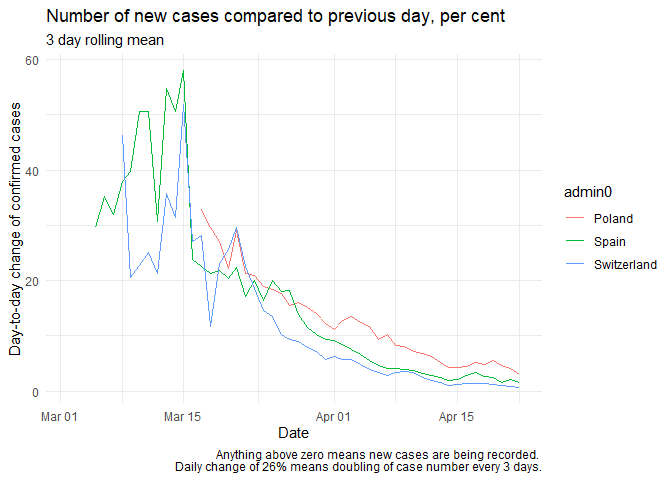 Number of new cases compared to previous day, per cent
3 day rolling mean
60
40
20
0
Day-to-day change of confirmed cases
Mar 01
Mar 15
Apr 01
Apr 15
Date
admin0
Poland
Spain
Switzerland
Anything above zero means new cases are being recorded.
Daily change of 26% means doubling of case number every 3 days.